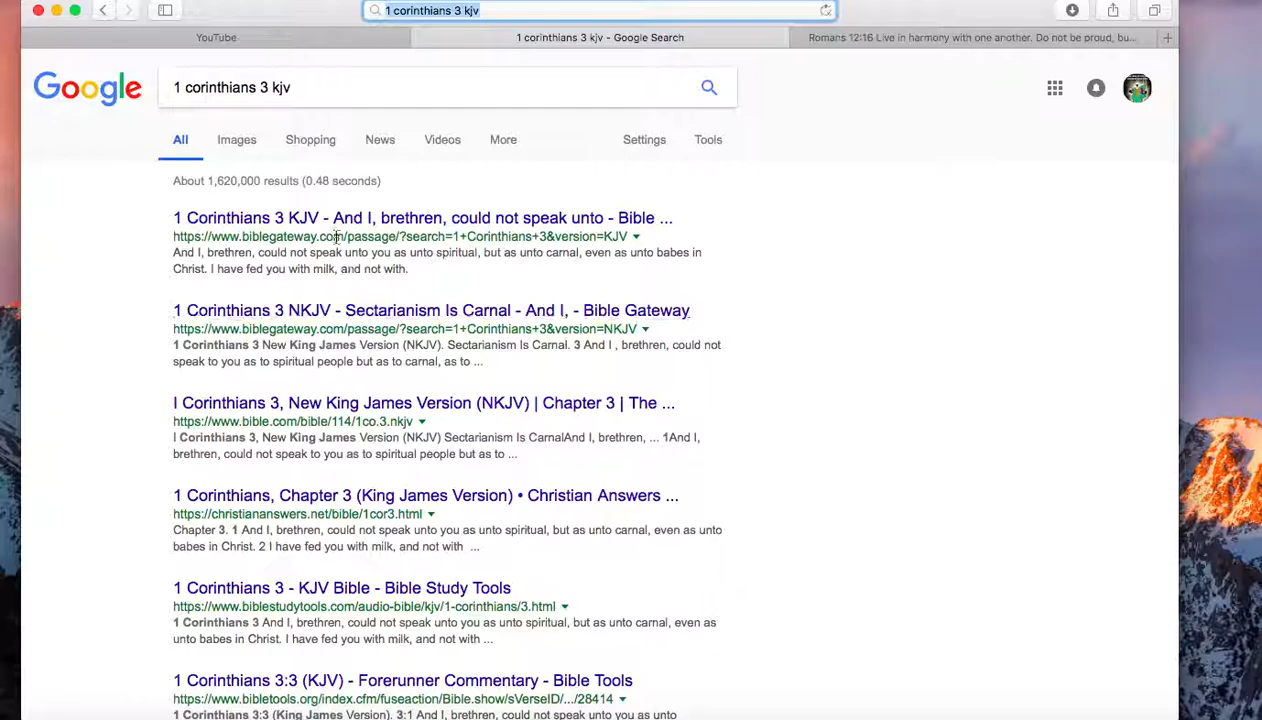 1 corinthians 3 kjv
YouTube
1 corinthians 3 kjv - Google Search
Romans 12:16 Live in harmony with one another. Do not be proud, bu...
Google
1 corinthians 3 kjv
All Images Shopping News Videos More Settings Tools
About 1,620,000 results (0.48 seconds)
1 Corinthians 3 KJV - And I, brethren, could not speak unto - Bible ...
https://www.biblegateway.com/passage/?search=1+Corinthians+3&version=KJV
And I, brethren, could not speak unto you as unto spiritual, but as unto carnal, even as unto babes in
Christ. I have fed you with milk, and not with.
1 Corinthians 3 NKJV - Sectarianism Is Carnal - And I, - Bible Gateway
https://www.biblegateway.com/passage/?search=1+Corinthians+3&version=NKJV
1 Corinthians 3 New King James Version (NKJV). Sectarianism Is Carnal. 3 And I , brethren, could not
speak to you as to spiritual people but as to carnal, as to ...
I Corinthians 3, New King James Version (NKJV) | Chapter 3 | The ...
https://www.bible.com/bible/114/1co.3.nkjv
I Corinthians 3, New King James Version (NKJV) Sectarianism Is CarnalAnd I, brethren, ... 1And I,
brethren, could not speak to you as to spiritual people but as to ...
1 Corinthians, Chapter 3 (King James Version) • Christian Answers ...
https://christiananswers.net/bible/1cor3.html
Chapter 3. 1 And I, brethren, could not speak unto you as unto spiritual, but as unto carnal, even as unto
babes in Christ. 2 I have fed you with milk, and not with ...
1 Corinthians 3 - KJV Bible - Bible Study Tools
https://www.biblestudytools.com/audio-bible/kjv/1-corinthians/3.html
1 Corinthians 3 And I, brethren, could not speak unto you as unto spiritual, but as unto carnal, even as
unto babes in Christ. I have fed you with milk, and not with ...
1 Corinthians 3:3 (KJV) - Forerunner Commentary - Bible Tools
https://www.bibletools.org/index.cfm/fuseaction/Bible.show/sVerseID/.../28414
1 Corinthians 3:3 (King James Version). 3:1 And I, brethren, could not speak unto you as unto